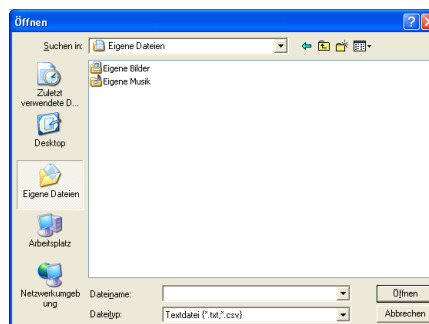 Öffnen
Suchen in: Eigene Dateien
Eigene Bilder
Eigene Musik
Zuletzt
verwendete D...
Desktop
Eigene Dateien
Arbeitsplatz
Netzwerkumgeb
ung
Dateiname:
Öffnen
Dateityp: Textdatei (*.txt;*.csv)
Abbrechen